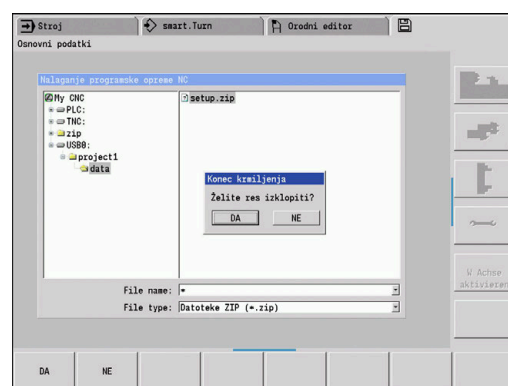 Stroj
smart.Turn
Orodni editor
Osnovni podatki
Nalaganje programske opreme NC
My CNC
PLC:
TNC:
zip
USB0:
project1
data
setup.zip
Konec krmiljenja
Želite res izklopiti?
DA
NE
File name: *
File type: Datoteke ZIP (*.zip)
W Achse
aktivieren
DA
NE